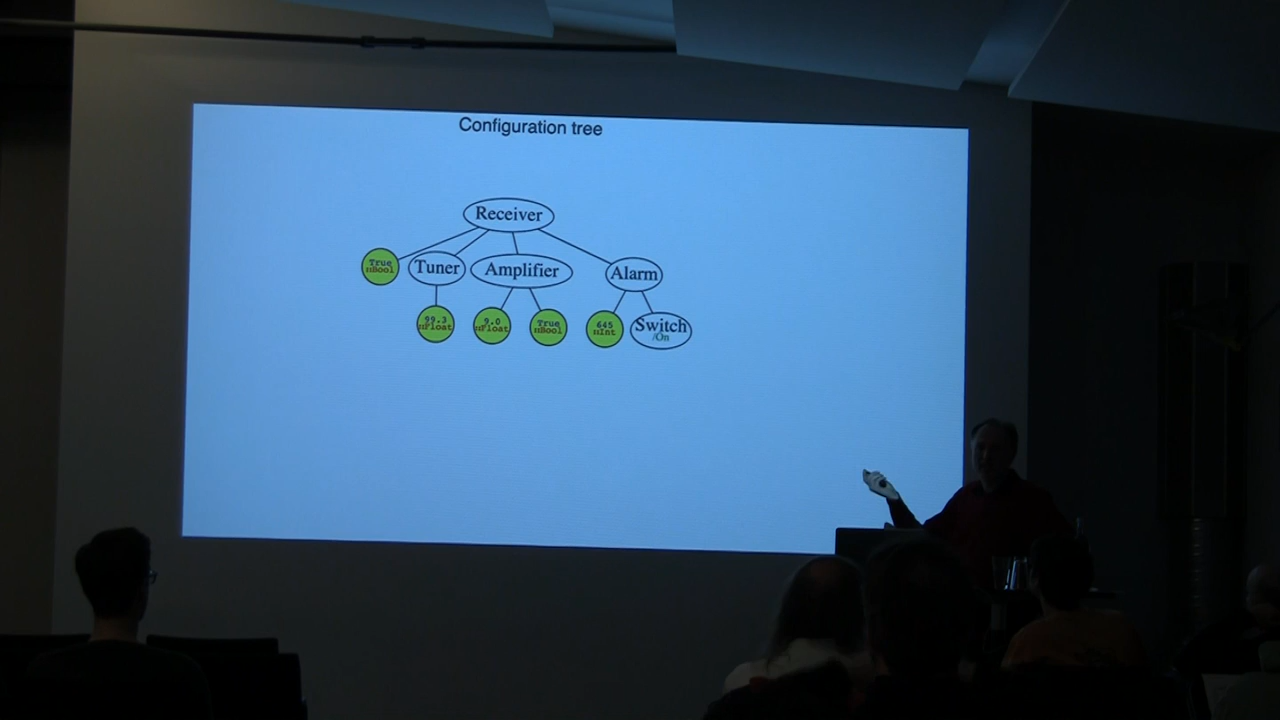 Configuration tree
Receiver
True
::Bool
Tuner
Amplifier
Alarm
99.3
::Float
9.0
::Float
True
::Bool
645
::Int
Switch
/On